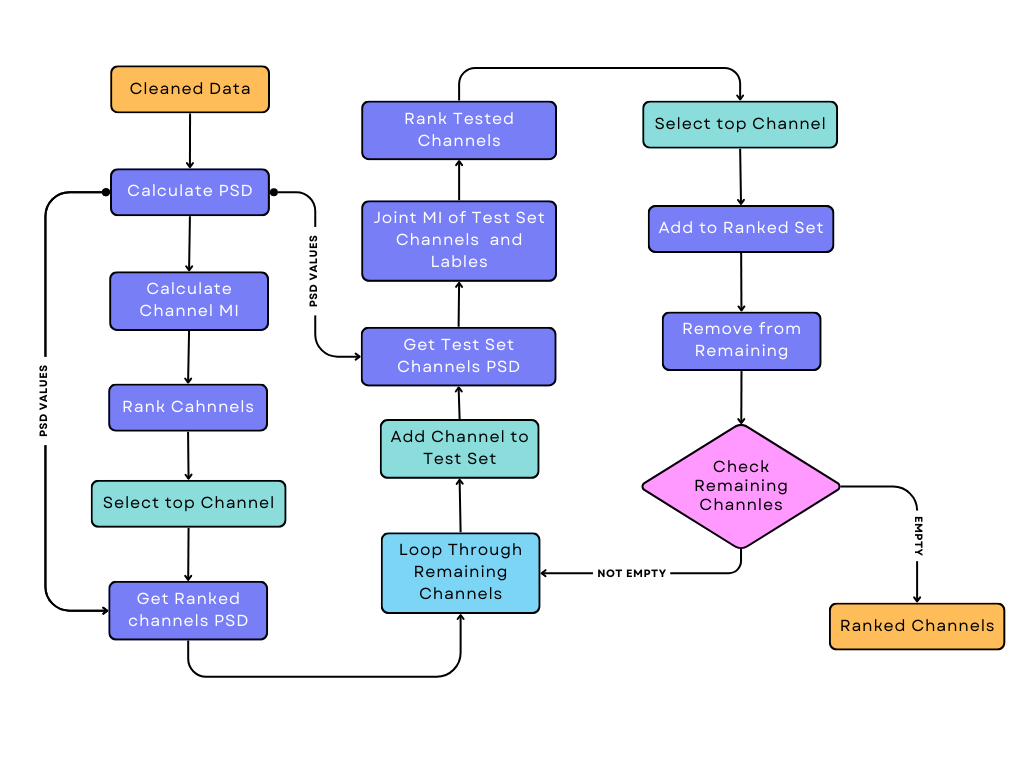 Cleaned Data
Calculate PSD
Calculate
Channel MI
Rank Cahnnels
Select top Channel
Get Ranked
channels PSD
PSD VALUES
PSD VALUES
Rank Tested
Channels
Joint MI of Test Set
Channels and
Lables
Get Test Set
Channels PSD
Add Channel to
Test Set
Loop Through
Remaining
Channels
Select top Channel
Add to Ranked Set
Remove from
Remaining
Check
Remaining
Channles
NOT EMPTY
EMPTY
Ranked Channels